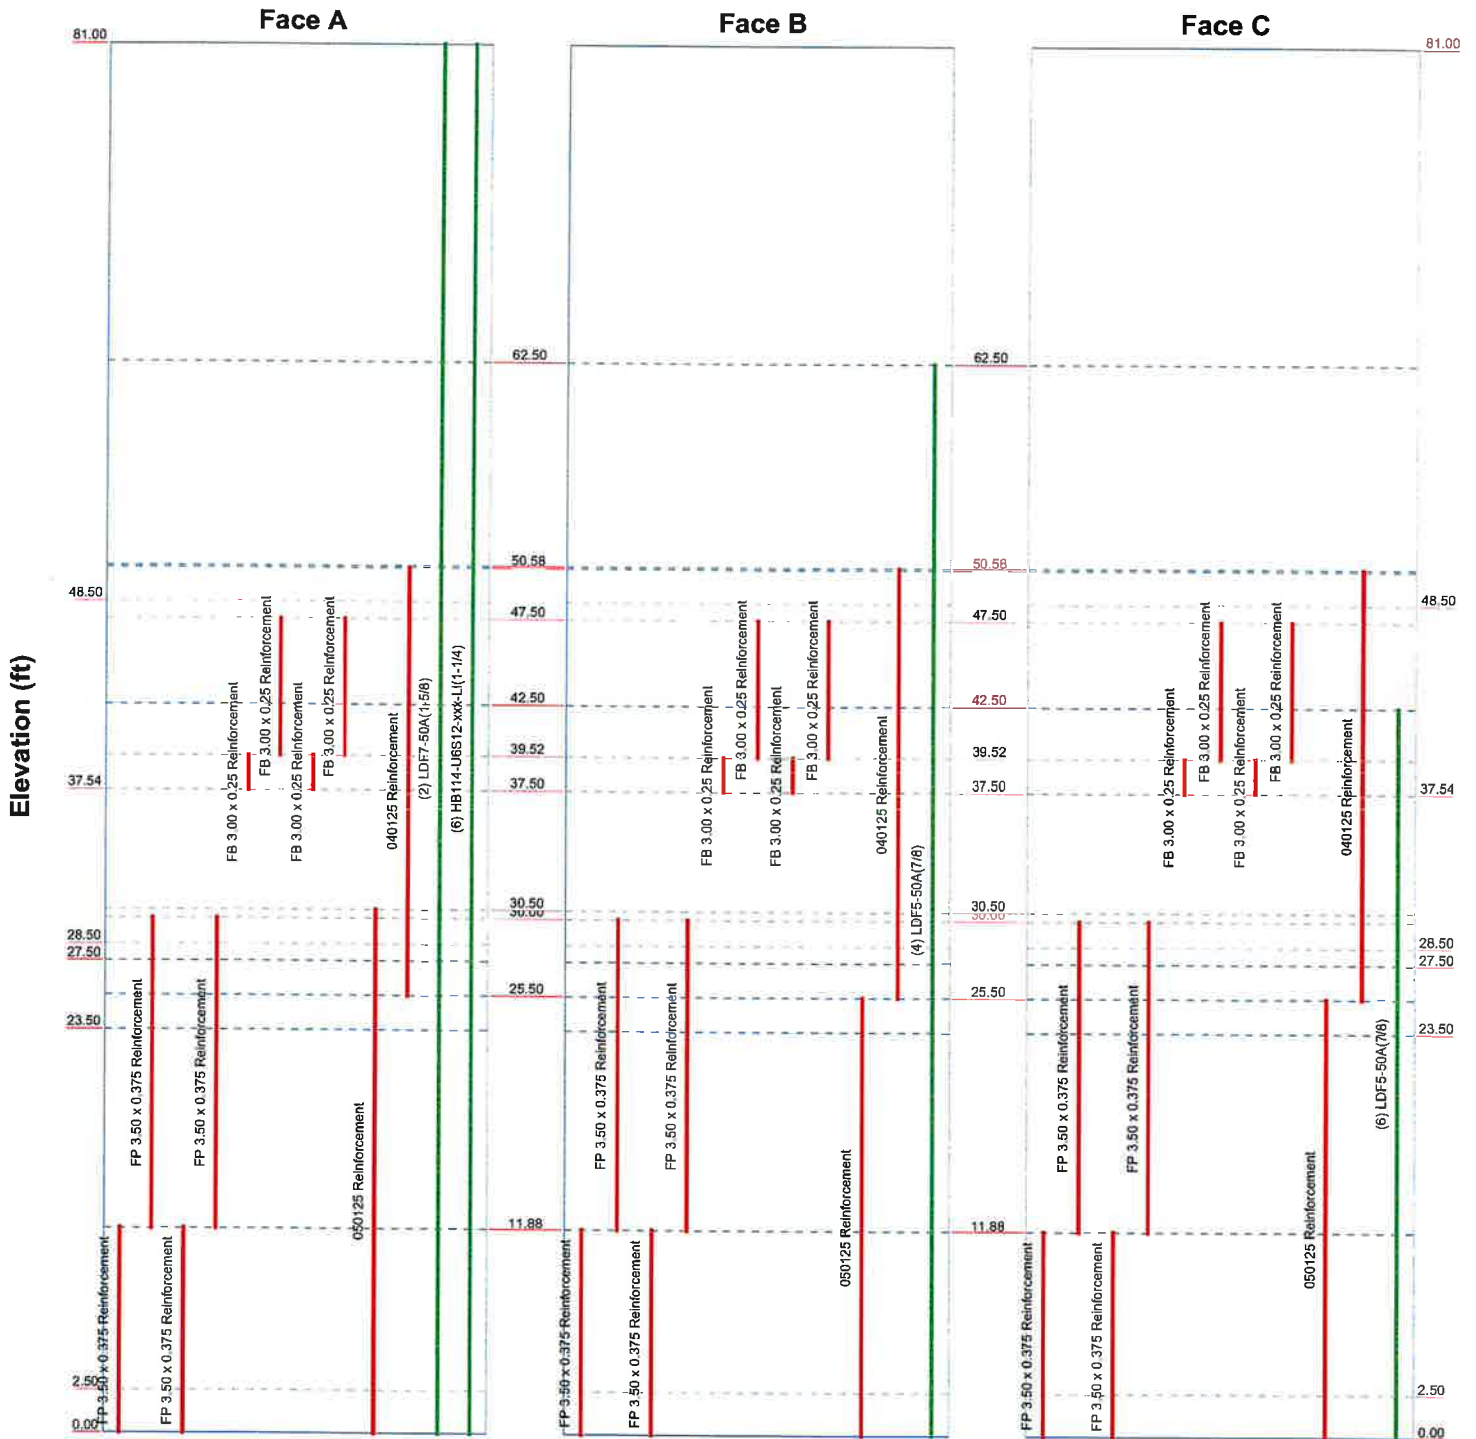 Face A
Face B
Face C
Elevation (ft)
81.00
81.00
62.50
62.50
50.58
50.58
48.50
48.50
47.50
47.50
42.50
42.50
39.52
39.52
37.54
37.50
37.50
37.54
30.50
30.00
30.50
30.00
28.50
27.50
28.50
27.50
25.50
25.50
23.50
23.50
11.88
11.88
2.50
2.50
0.00
0.00
FP 3.50 x 0.375 Reinforcement
FP 3.50 x 0.375 Reinforcement
FP 3.50 x 0.375 Reinforcement
FP 3.50 x 0.375 Reinforcement
FB 3.00 x 0.25 Reinforcement
FB 3.00 x 0.25 Reinforcement
FB 3.00 x 0.25 Reinforcement
FB 3.00 x 0.25 Reinforcement
050125 Reinforcement
040125 Reinforcement
(2) LDF7-50A(1-5/8)
(6) HB114-U6S12-xxx-LI(1-1/4)
FP 3.50 x 0.375 Reinforcement
FP 3.50 x 0.375 Reinforcement
FP 3.50 x 0.375 Reinforcement
FP 3.50 x 0.375 Reinforcement
FB 3.00 x 0.25 Reinforcement
FB 3.00 x 0.25 Reinforcement
FB 3.00 x 0.25 Reinforcement
FB 3.00 x 0.25 Reinforcement
050125 Reinforcement
040125 Reinforcement
(4) LDF5-50A(7/8)
FP 3.50 x 0.375 Reinforcement
FP 3.50 x 0.375 Reinforcement
FP 3.50 x 0.375 Reinforcement
FP 3.50 x 0.375 Reinforcement
FB 3.00 x 0.25 Reinforcement
FB 3.00 x 0.25 Reinforcement
FB 3.00 x 0.25 Reinforcement
FB 3.00 x 0.25 Reinforcement
050125 Reinforcement
040125 Reinforcement
(6) LDF5-50A(7/8)